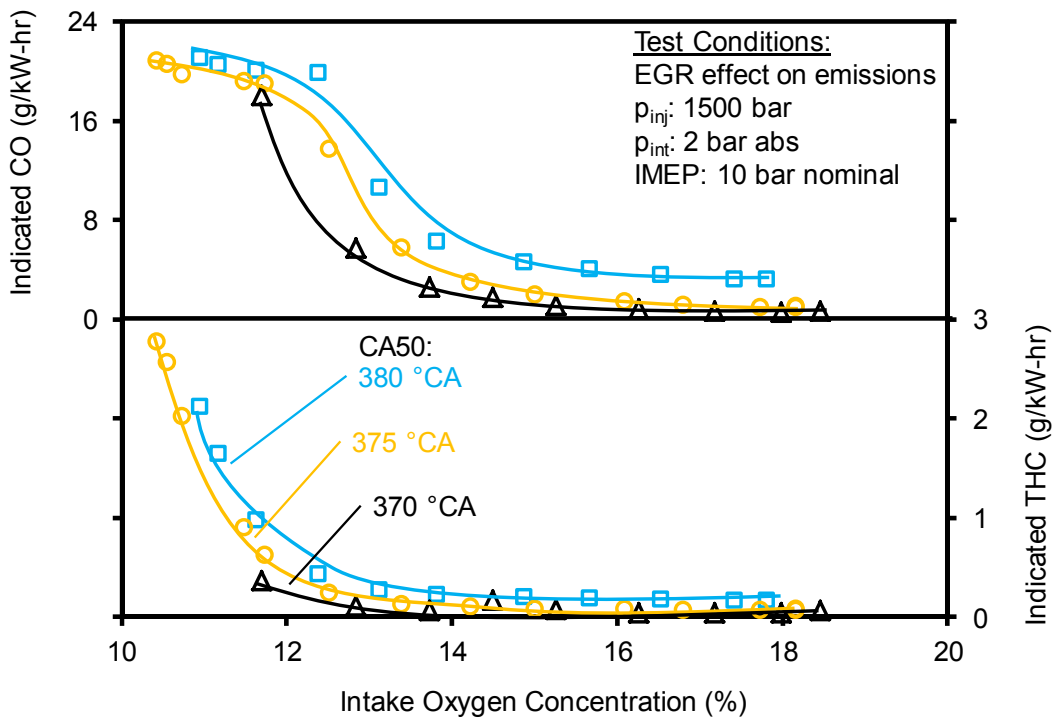 24
16
8
0
Indicated CO (g/kW-hr)
Test Conditions:
EGR effect on emissions
pinj: 1500 bar
pint: 2 bar abs
IMEP: 10 bar nominal
CA50:
380 °CA
375 °CA
370 °CA
3
2
1
0
Indicated THC (g/kW-hr)
10
12
14
16
18
20
Intake Oxygen Concentration (%)